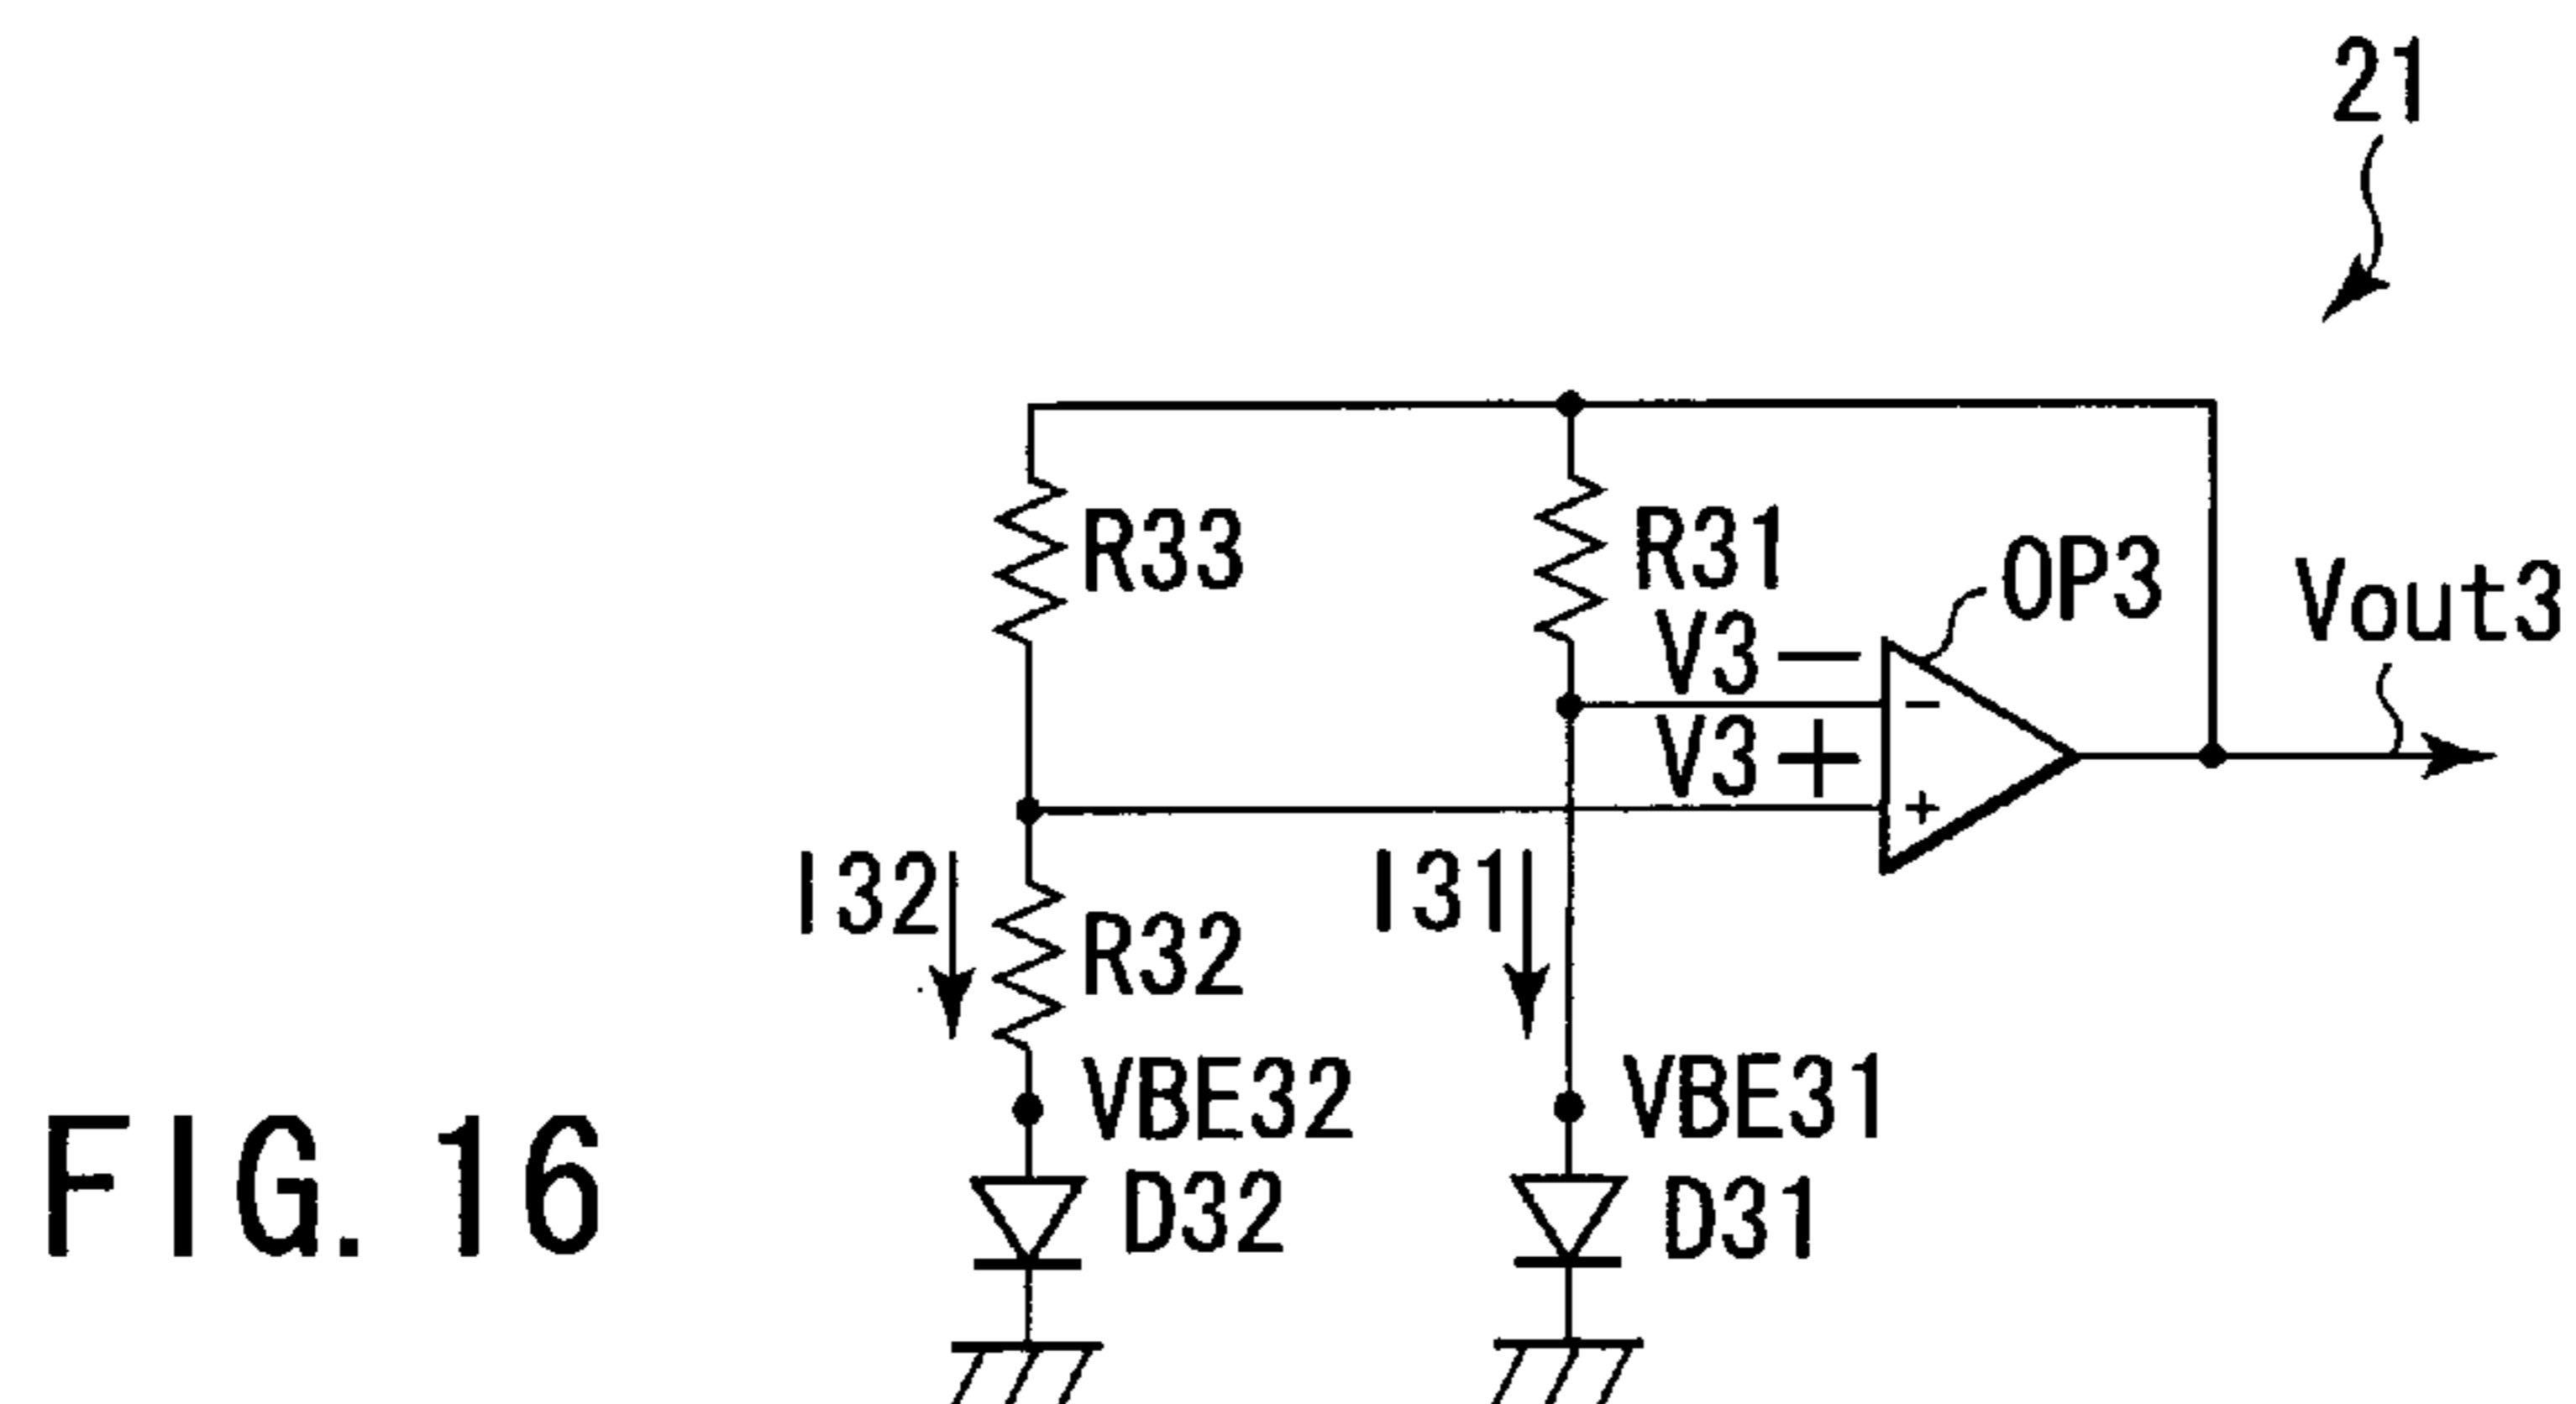 21
R33
R31
OP3
Vout3
V3−
V3+
−
+
I32
I31
R32
VBE32
VBE31
D32
D31
FIG. 16